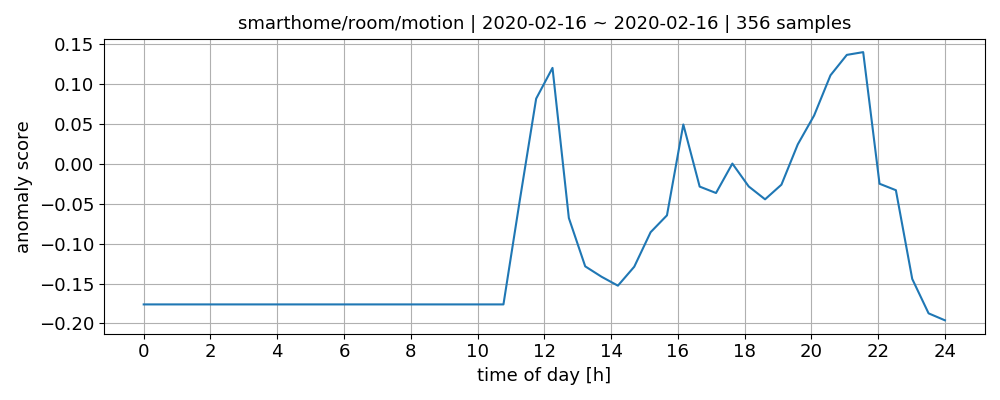 smarthome/room/motion | 2020-02-16 ~ 2020-02-16 | 356 samples
0.15
0.10
0.05
0.00
−0.05
−0.10
−0.15
−0.20
anomaly score
0 2 4 6 8 10 12 14 16 18 20 22 24
time of day [h]